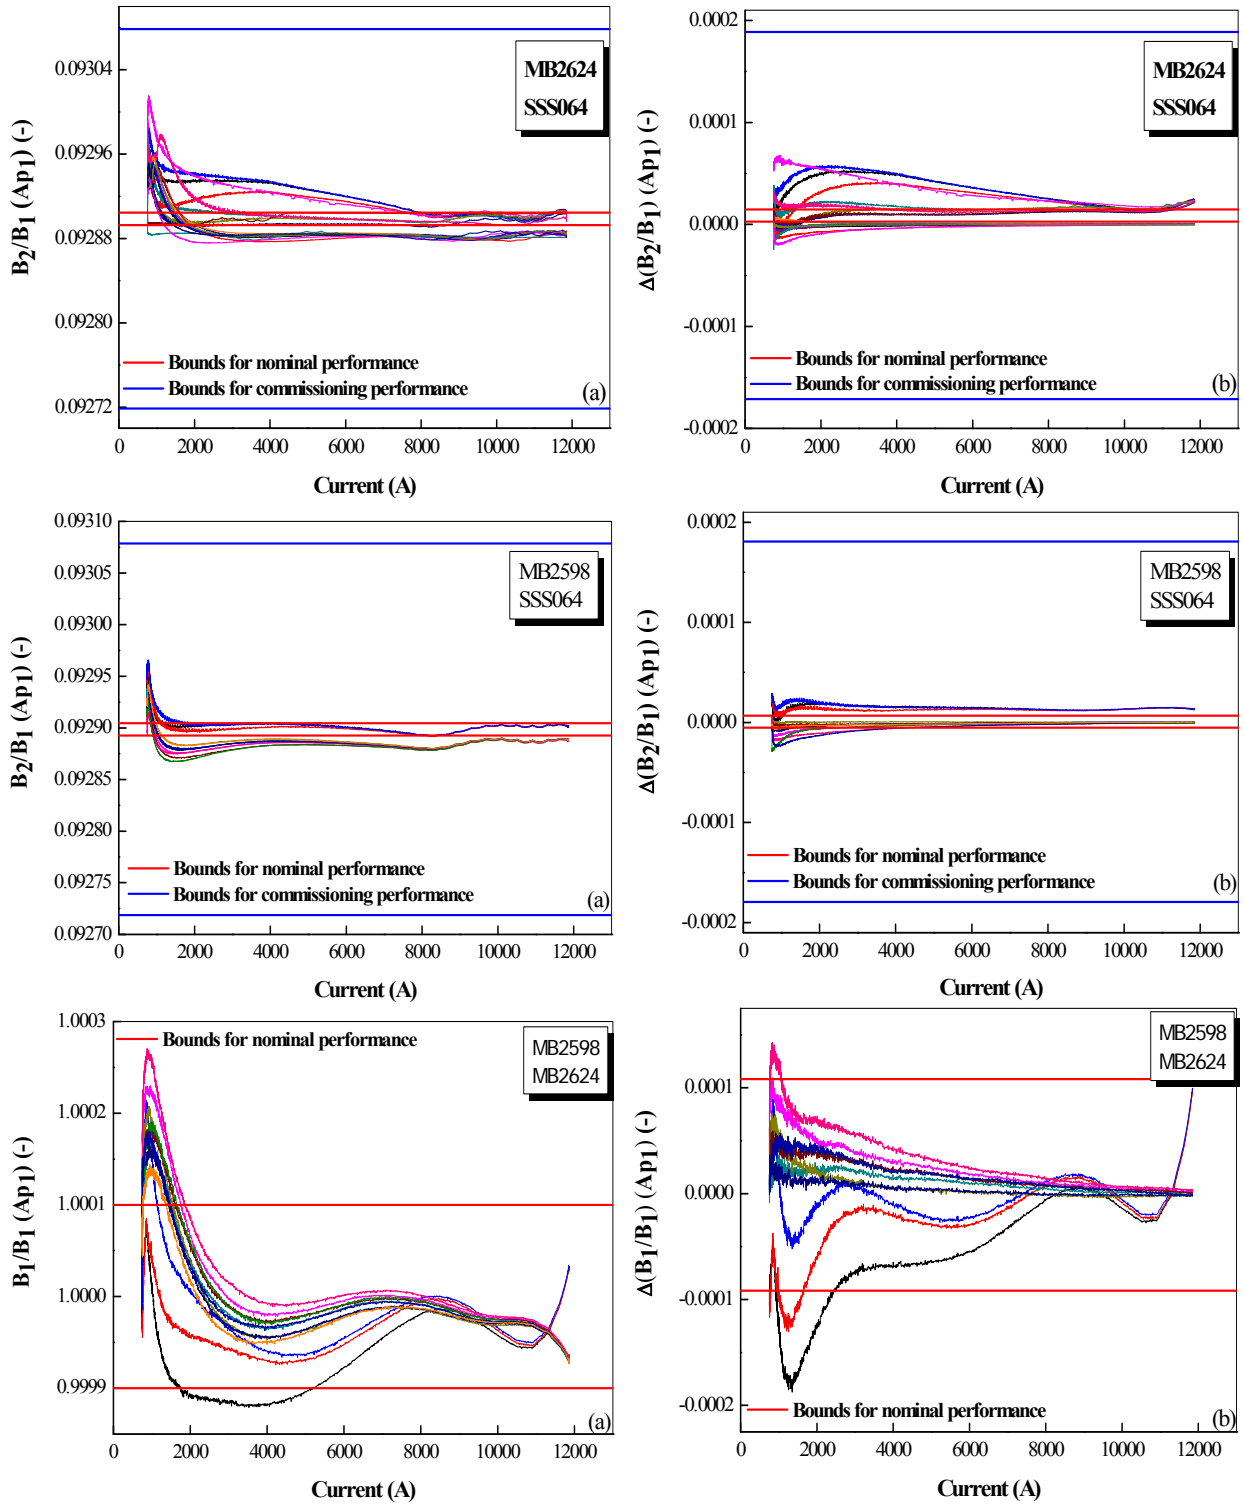 0.09304
0.09296
0.09288
0.09280
0.09272
B2/B1 (Ap1) (-)
MB2624
SSS064
Bounds for nominal performance
Bounds for commissioning performance
(a)
0 2000 4000 6000 8000 10000 12000
Current (A)
0.0002
0.0001
0.0000
-0.0001
-0.0002
Δ(B2/B1) (Ap1) (-)
MB2624
SSS064
Bounds for nominal performance
Bounds for commissioning performance
(b)
0 2000 4000 6000 8000 10000 12000
Current (A)
0.09310
0.09305
0.09300
0.09295
0.09290
0.09285
0.09280
0.09275
0.09270
B2/B1 (Ap1) (-)
MB2598
SSS064
Bounds for nominal performance
Bounds for commissioning performance
(a)
0 2000 4000 6000 8000 10000 12000
Current (A)
0.0002
0.0001
0.0000
-0.0001
-0.0002
Δ(B2/B1) (Ap1) (-)
MB2598
SSS064
Bounds for nominal performance
Bounds for commissioning performance
(b)
0 2000 4000 6000 8000 10000 12000
Current (A)
1.0003
1.0002
1.0001
1.0000
0.9999
B1/B1 (Ap1) (-)
Bounds for nominal performance
MB2598
MB2624
(a)
0 2000 4000 6000 8000 10000 12000
Current (A)
0.0001
0.0000
-0.0001
-0.0002
Δ(B1/B1) (Ap1) (-)
MB2598
MB2624
Bounds for nominal performance
(b)
0 2000 4000 6000 8000 10000 12000
Current (A)